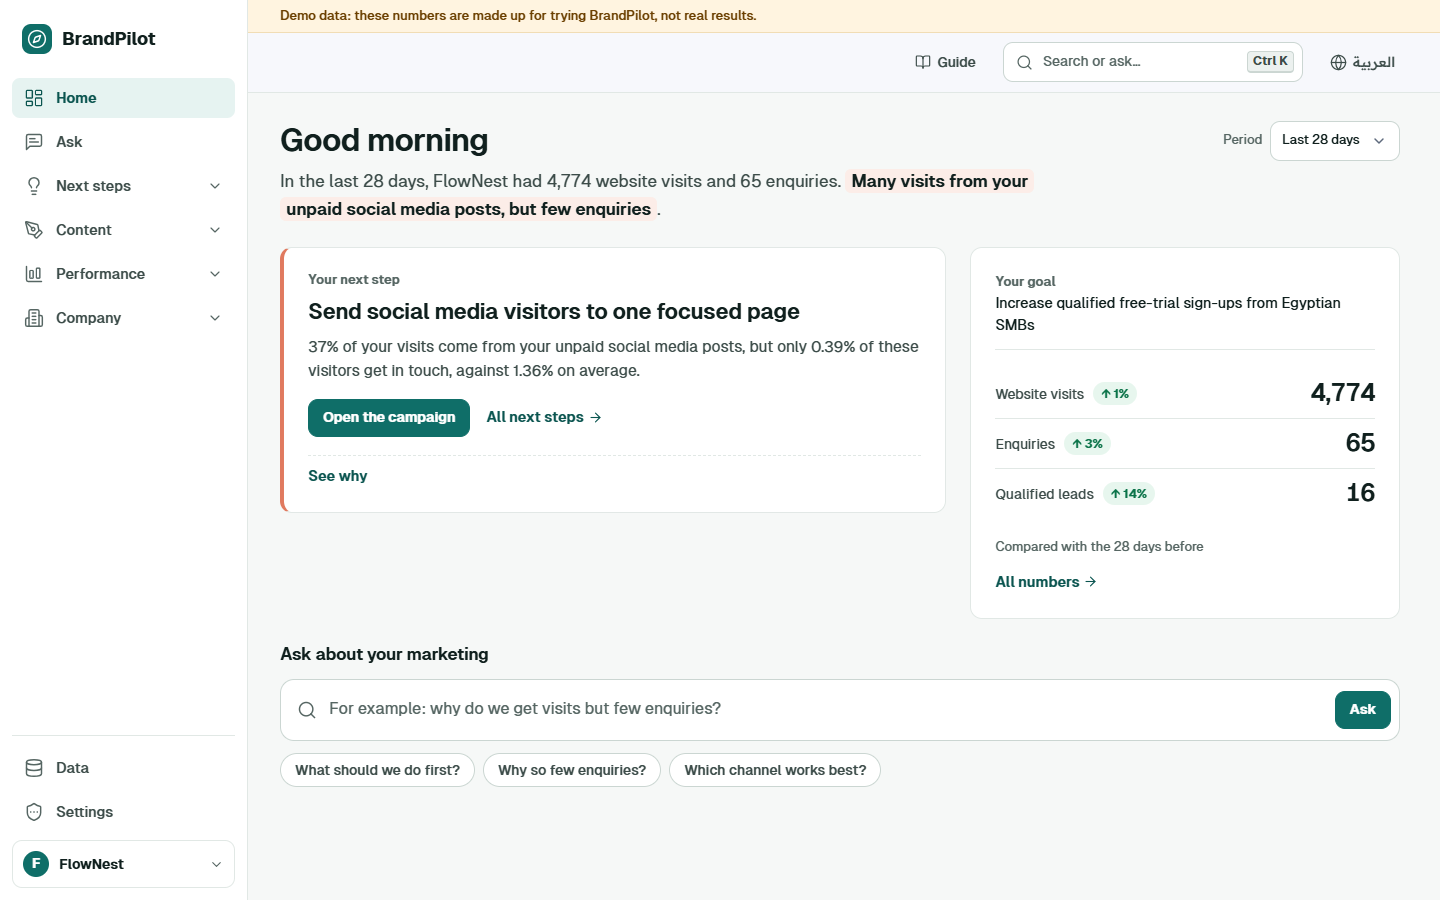 Demo data: these numbers are made up for trying BrandPilot, not real results.
BrandPilot
Guide
Search or ask...
Ctrl K
العربية
Home
Ask
Next steps
Content
Performance
Company
Good morning
Period
Last 28 days
In the last 28 days, FlowNest had 4,774 website visits and 65 enquiries. Many visits from your
unpaid social media posts, but few enquiries.
Your next step
Send social media visitors to one focused page
37% of your visits come from your unpaid social media posts, but only 0.39% of these
visitors get in touch, against 1.36% on average.
Open the campaign
All next steps →
See why
Your goal
Increase qualified free-trial sign-ups from Egyptian
SMBs
Website visits ↑ 1% 4,774
Enquiries ↑ 3% 65
Qualified leads ↑ 14% 16
Compared with the 28 days before
All numbers →
Ask about your marketing
For example: why do we get visits but few enquiries?
Ask
What should we do first?
Why so few enquiries?
Which channel works best?
Data
Settings
F FlowNest